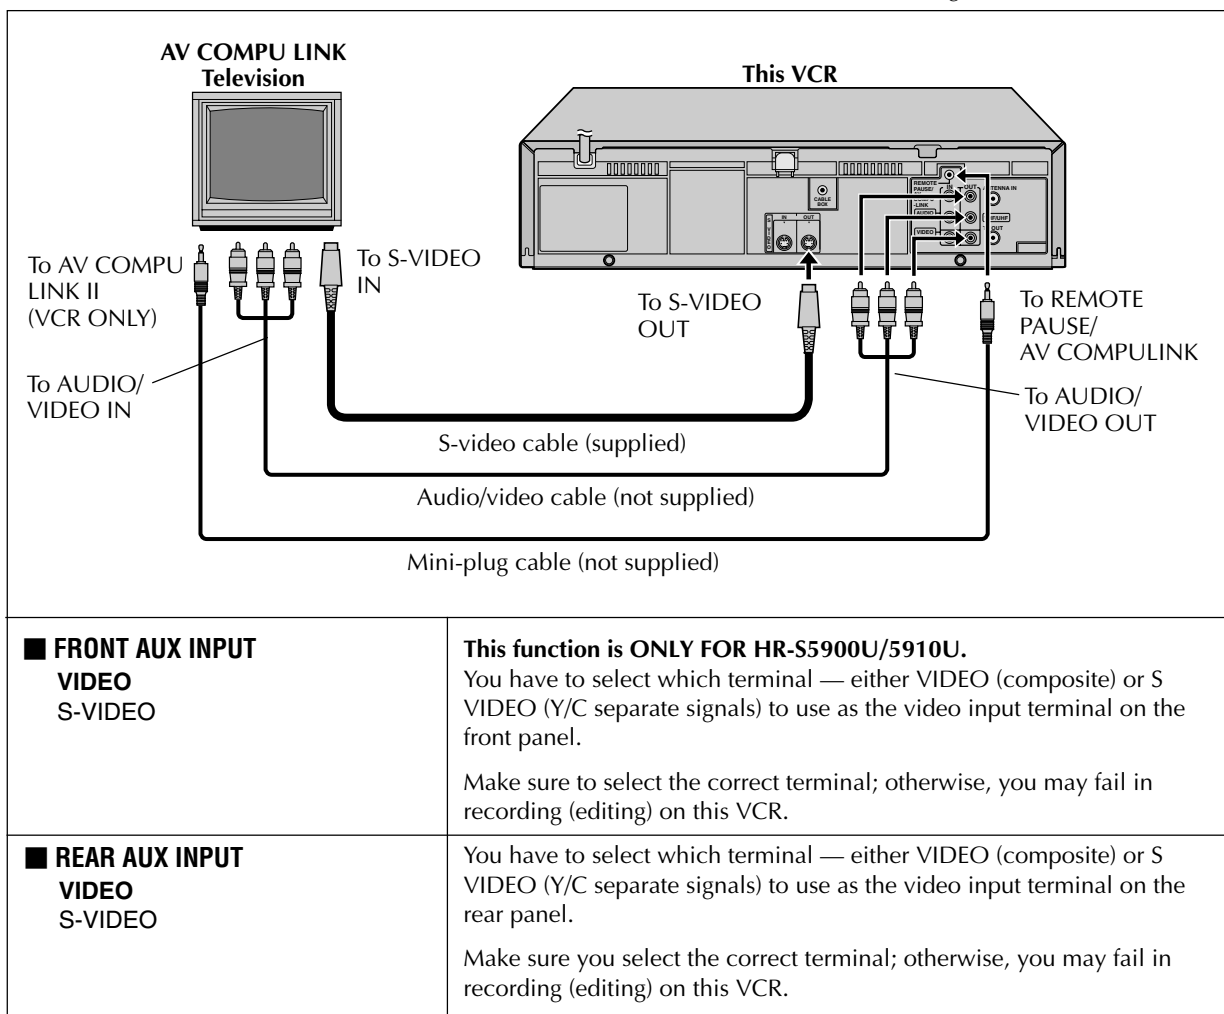 AV COMPU LINK
Television
This VCR
REMOTE
PAUSE/
IN
OUT
ANTENNA IN
CABLE
BOX
-LINK
AUDIO
VIDEO
IN
OUT
To AV COMPU
LINK II
(VCR ONLY)
To S-VIDEO
IN
To S-VIDEO
OUT
To REMOTE
PAUSE/
AV COMPULINK
To AUDIO/
VIDEO IN
To AUDIO/
VIDEO OUT
S-video cable (supplied)
Audio/video cable (not supplied)
Mini-plug cable (not supplied)
■ FRONT AUX INPUT
VIDEO
S-VIDEO
This function is ONLY FOR HR-S5900U/5910U.
You have to select which terminal — either VIDEO (composite) or S
VIDEO (Y/C separate signals) to use as the video input terminal on the
front panel.
Make sure to select the correct terminal; otherwise, you may fail in
recording (editing) on this VCR.
■ REAR AUX INPUT
VIDEO
S-VIDEO
You have to select which terminal — either VIDEO (composite) or S
VIDEO (Y/C separate signals) to use as the video input terminal on the
rear panel.
Make sure you select the correct terminal; otherwise, you may fail in
recording (editing) on this VCR.